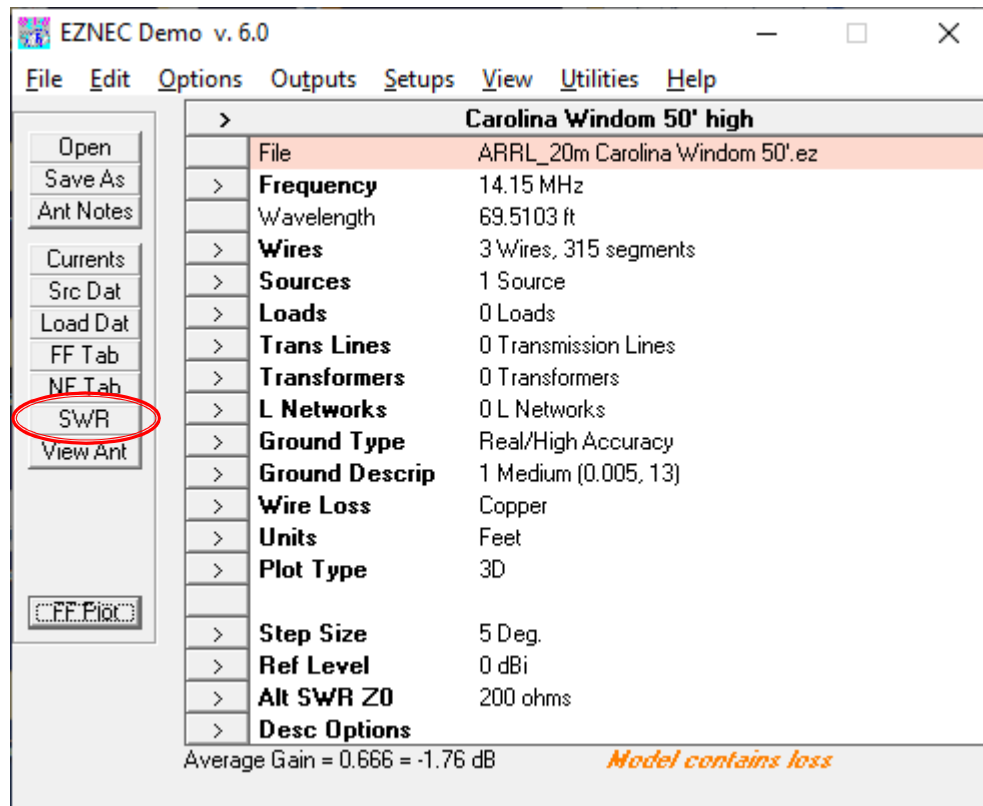 EZNEC Demo v. 6.0
File Edit Options Outputs Setups View Utilities Help
Open
Save As
Ant Notes
Currents
Src Dat
Load Dat
FF Tab
NF Tab
SWR
View Ant
FF Plot
> Carolina Windom 50' high
File ARRL_20m Carolina Windom 50'.ez
> Frequency 14.15 MHz
Wavelength 69.5103 ft
> Wires 3 Wires, 315 segments
> Sources 1 Source
> Loads 0 Loads
> Trans Lines 0 Transmission Lines
> Transformers 0 Transformers
> L Networks 0 L Networks
> Ground Type Real/High Accuracy
> Ground Descrip 1 Medium (0.005, 13)
> Wire Loss Copper
> Units Feet
> Plot Type 3D
> Step Size 5 Deg.
> Ref Level 0 dBi
> Alt SWR Z0 200 ohms
> Desc Options
Average Gain = 0.666 = -1.76 dB Model contains loss